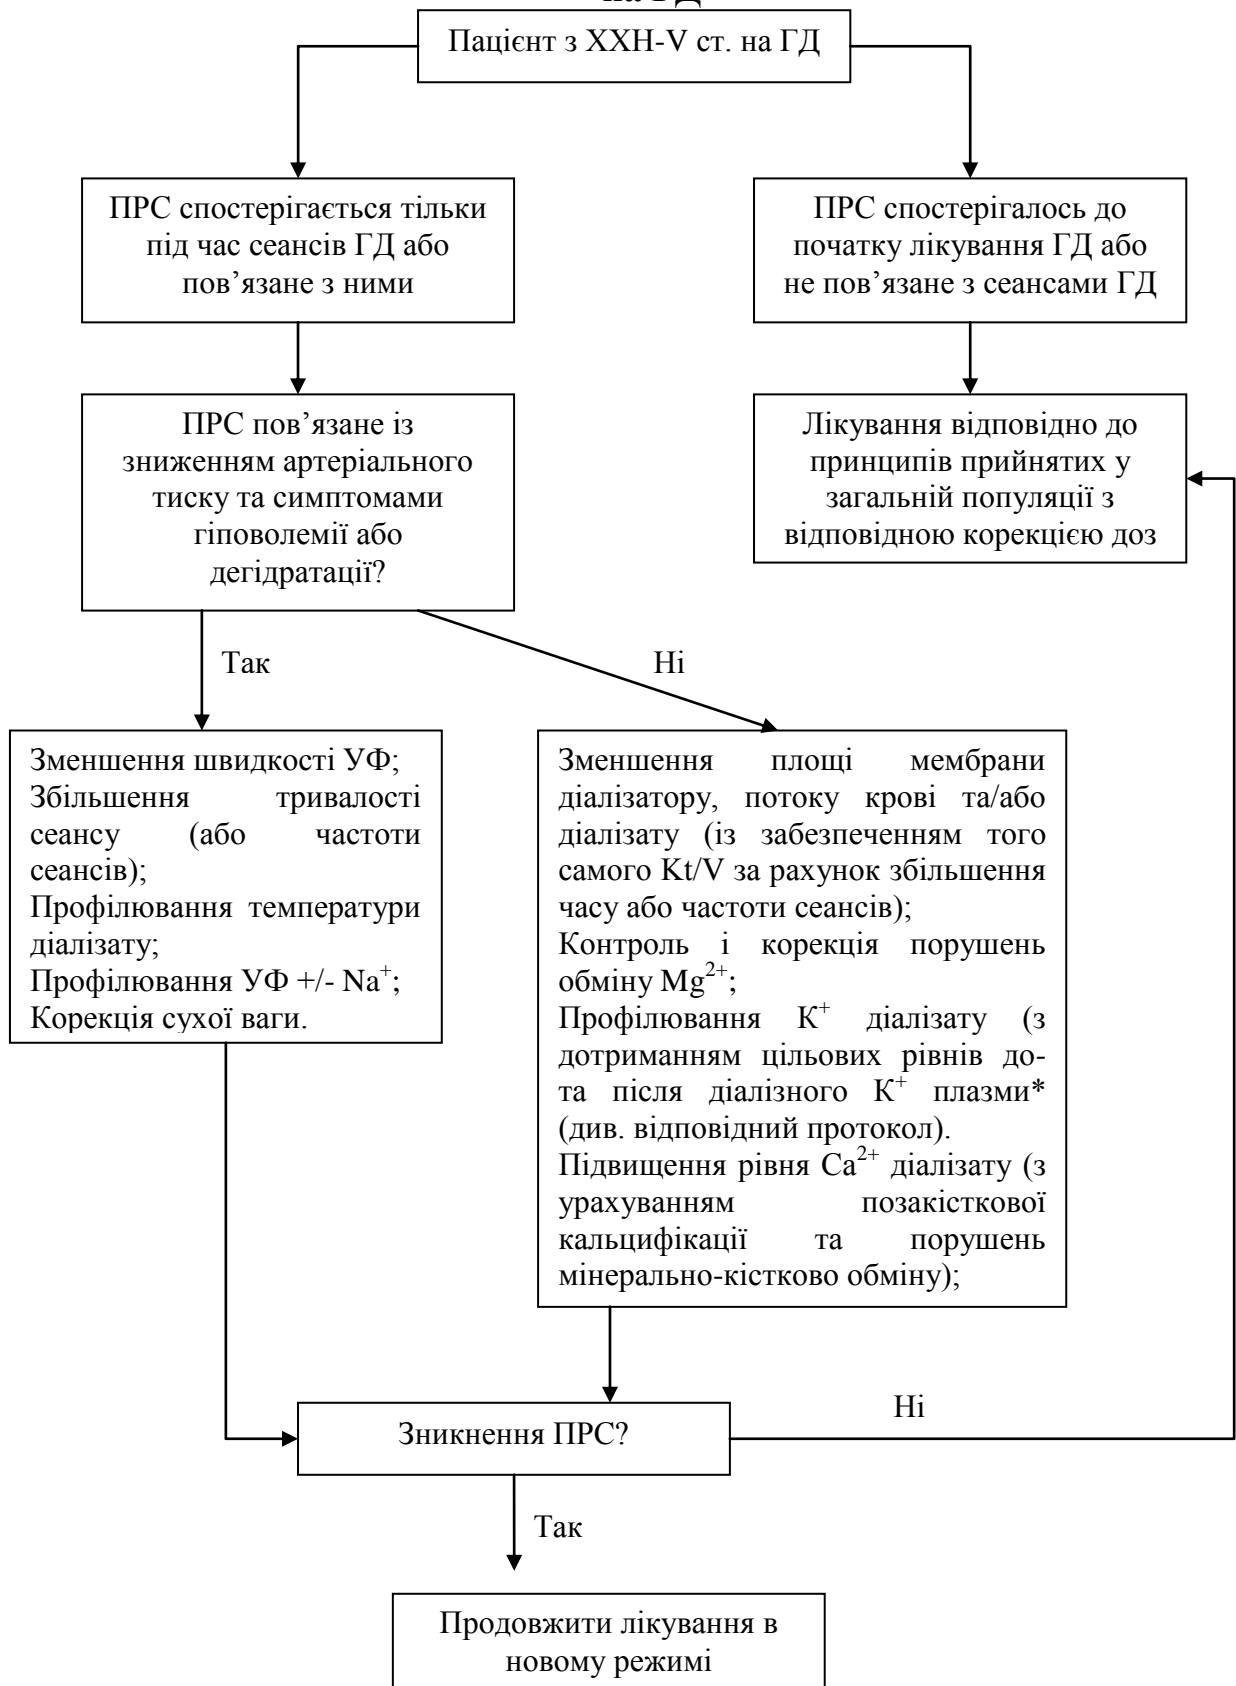 на ГД
Пацієнт з ХХН-V ст. на ГД
ПРС спостерігається тільки
під час сеансів ГД або
пов’язане з ними
ПРС спостерігалось до
початку лікування ГД або
не пов’язане з сеансами ГД
ПРС пов’язане із
зниженням артеріального
тиску та симптомами
гіповолемії або
дегідратації?
Лікування відповідно до
принципів прийнятих у
загальній популяції з
відповідною корекцією доз
Так
Ні
Зменшення швидкості УФ;
Збільшення тривалості
сеансу (або частоти
сеансів);
Профілювання температури
діалізату;
Профілювання УФ +/- Na⁺;
Корекція сухої ваги.
Зменшення площі мембрани
діалізатору, потоку крові та/або
діалізату (із забезпеченням того
самого Kt/V за рахунок збільшення
часу або частоти сеансів);
Контроль і корекція порушень
обміну Mg²⁺;
Профілювання К⁺ діалізату (з
дотриманням цільових рівнів до-
та після діалізного К⁺ плазми*
(див. відповідний протокол).
Підвищення рівня Ca²⁺ діалізату (з
урахуванням позакісткової
кальцифікації та порушень
мінерально-кістково обміну);
Зникнення ПРС?
Ні
Так
Продовжити лікування в
новому режимі